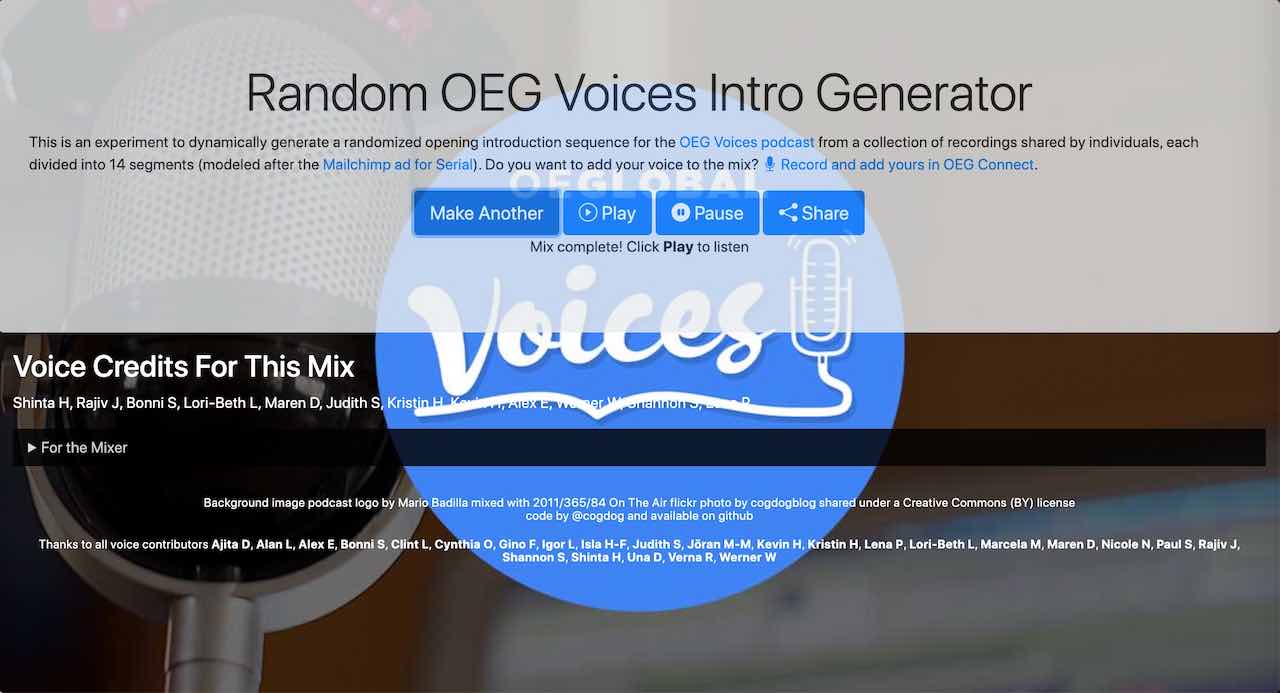 Random OEG Voices Intro Generator
This is an experiment to dynamically generate a randomized opening introduction sequence for the OEG Voices podcast from a collection of recordings shared by individuals, each
divided into 14 segments (modeled after the Mailchimp ad for Serial). Do you want to add your voice to the mix? Record and add yours in OEG Connect.
OEGLOBAL
Make Another Play Pause Share
Mix complete! Click Play to listen
Voices
Voice Credits For This Mix
Shinta H, Rajiv J, Bonni S, Lori-Beth L, Maren D, Judith S, Kristin H, Kevin H, Alex E, Werner W, Shannon S, Lena P
For the Mixer
Background image podcast logo by Mario Badilla mixed with 2011/365/84 On The Air flickr photo by cogdogblog shared under a Creative Commons (BY) license
code by @cogdog and available on github
Thanks to all voice contributors Ajita D, Alan L, Alex E, Bonni S, Clint L, Cynthia O, Gino F, Igor L, Isla H-F, Judith S, Jöran M-M, Kevin H, Kristin H, Lena P, Lori-Beth L, Marcela M, Maren D, Nicole N, Paul S, Rajiv J,
Shannon S, Shinta H, Una D, Verna R, Werner W